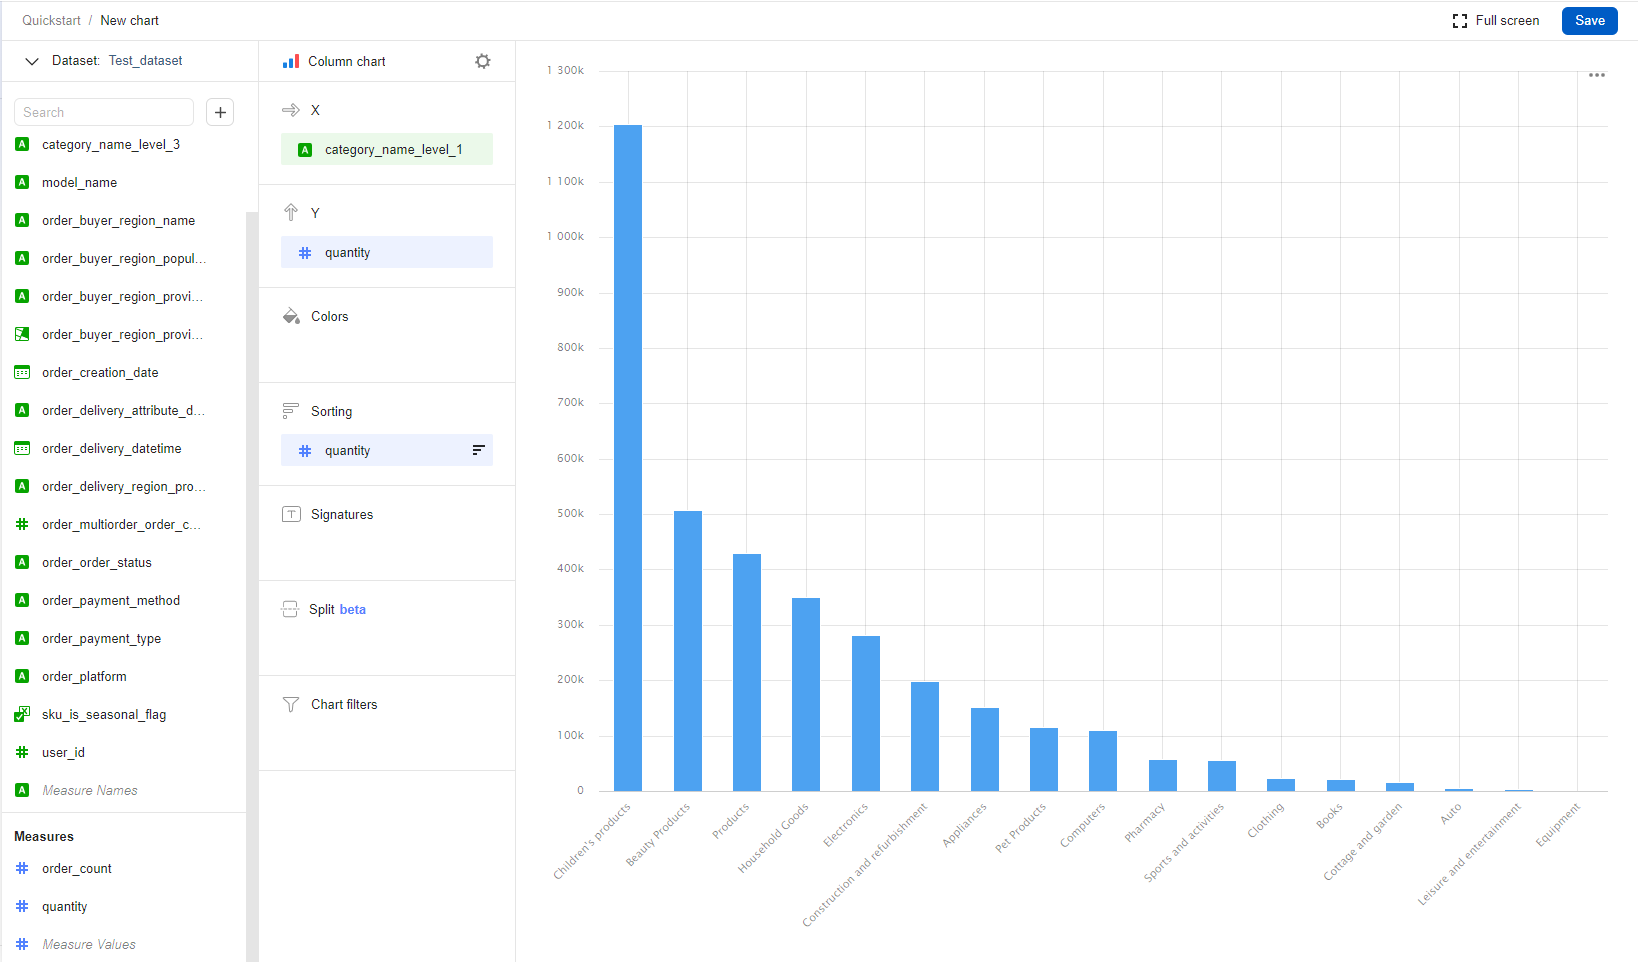 Quickstart / New chart
Full screen
Save
Dataset: Test_dataset
Search
category_name_level_3
model_name
order_buyer_region_name
order_buyer_region_popul...
order_buyer_region_provi...
order_buyer_region_provi...
order_creation_date
order_delivery_attribute_d...
order_delivery_datetime
order_delivery_region_pro...
order_multiorder_order_c...
order_order_status
order_payment_method
order_payment_type
order_platform
sku_is_seasonal_flag
user_id
Measure Names
Measures
order_count
quantity
Measure Values
Column chart
X
category_name_level_1
Y
quantity
Colors
Sorting
quantity
Signatures
Split beta
Chart filters
1 300k
1 200k
1 100k
1 000k
900k
800k
700k
600k
500k
400k
300k
200k
100k
0
Children's products
Beauty Products
Products
Household Goods
Electronics
Construction and refurbishment
Appliances
Pet Products
Computers
Pharmacy
Sports and activities
Clothing
Books
Cottage and garden
Auto
Leisure and entertainment
Equipment